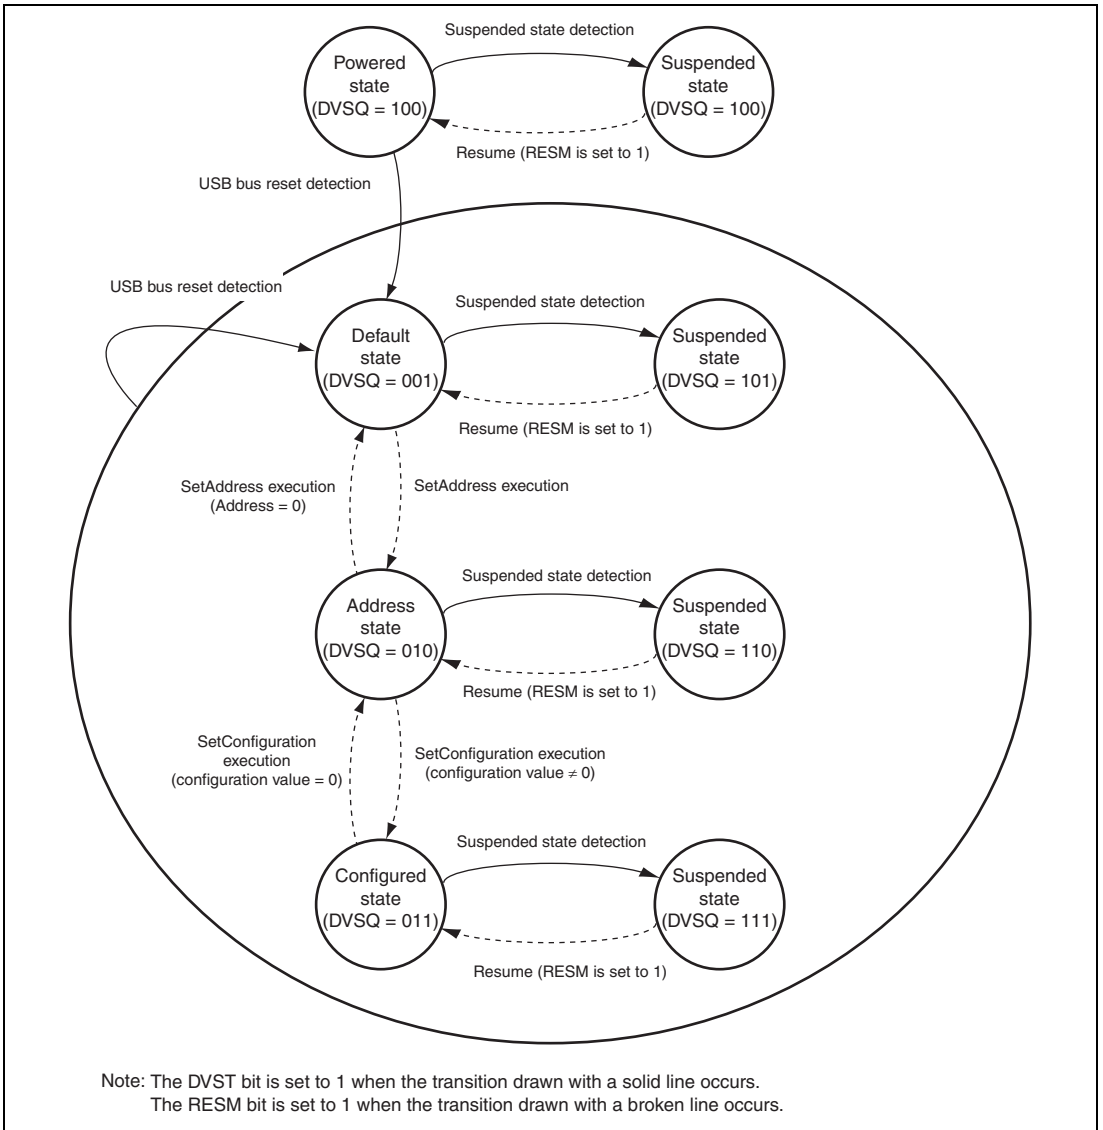 Suspended state detection
Powered
state
(DVSQ = 100)
Suspended
state
(DVSQ = 100)
Resume (RESM is set to 1)
USB bus reset detection
USB bus reset detection
Suspended state detection
Default
state
(DVSQ = 001)
Suspended
state
(DVSQ = 101)
Resume (RESM is set to 1)
SetAddress execution
(Address = 0)
SetAddress execution
Suspended state detection
Address
state
(DVSQ = 010)
Suspended
state
(DVSQ = 110)
Resume (RESM is set to 1)
SetConfiguration
execution
(configuration value = 0)
SetConfiguration execution
(configuration value ≠ 0)
Suspended state detection
Configured
state
(DVSQ = 011)
Suspended
state
(DVSQ = 111)
Resume (RESM is set to 1)
Note: The DVST bit is set to 1 when the transition drawn with a solid line occurs.
The RESM bit is set to 1 when the transition drawn with a broken line occurs.